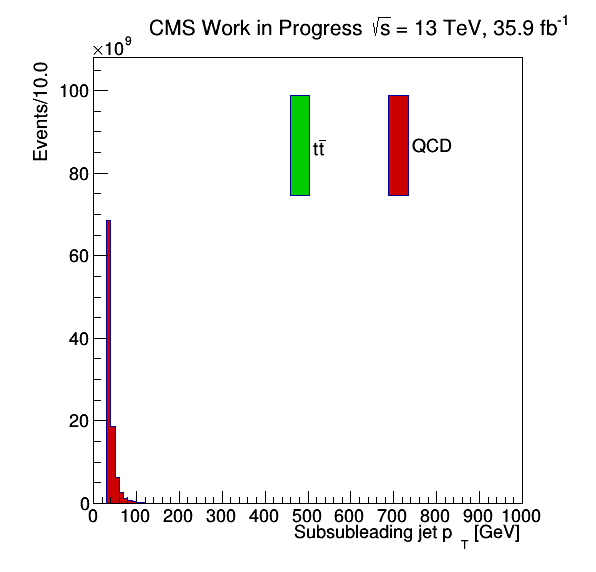 CMS Work in Progress √s = 13 TeV, 35.9 fb⁻¹
×10⁹
Events/10.0
100
80
60
40
20
0
tt̄
QCD
0 100 200 300 400 500 600 700 800 900 1000
Subsubleading jet p_T [GeV]